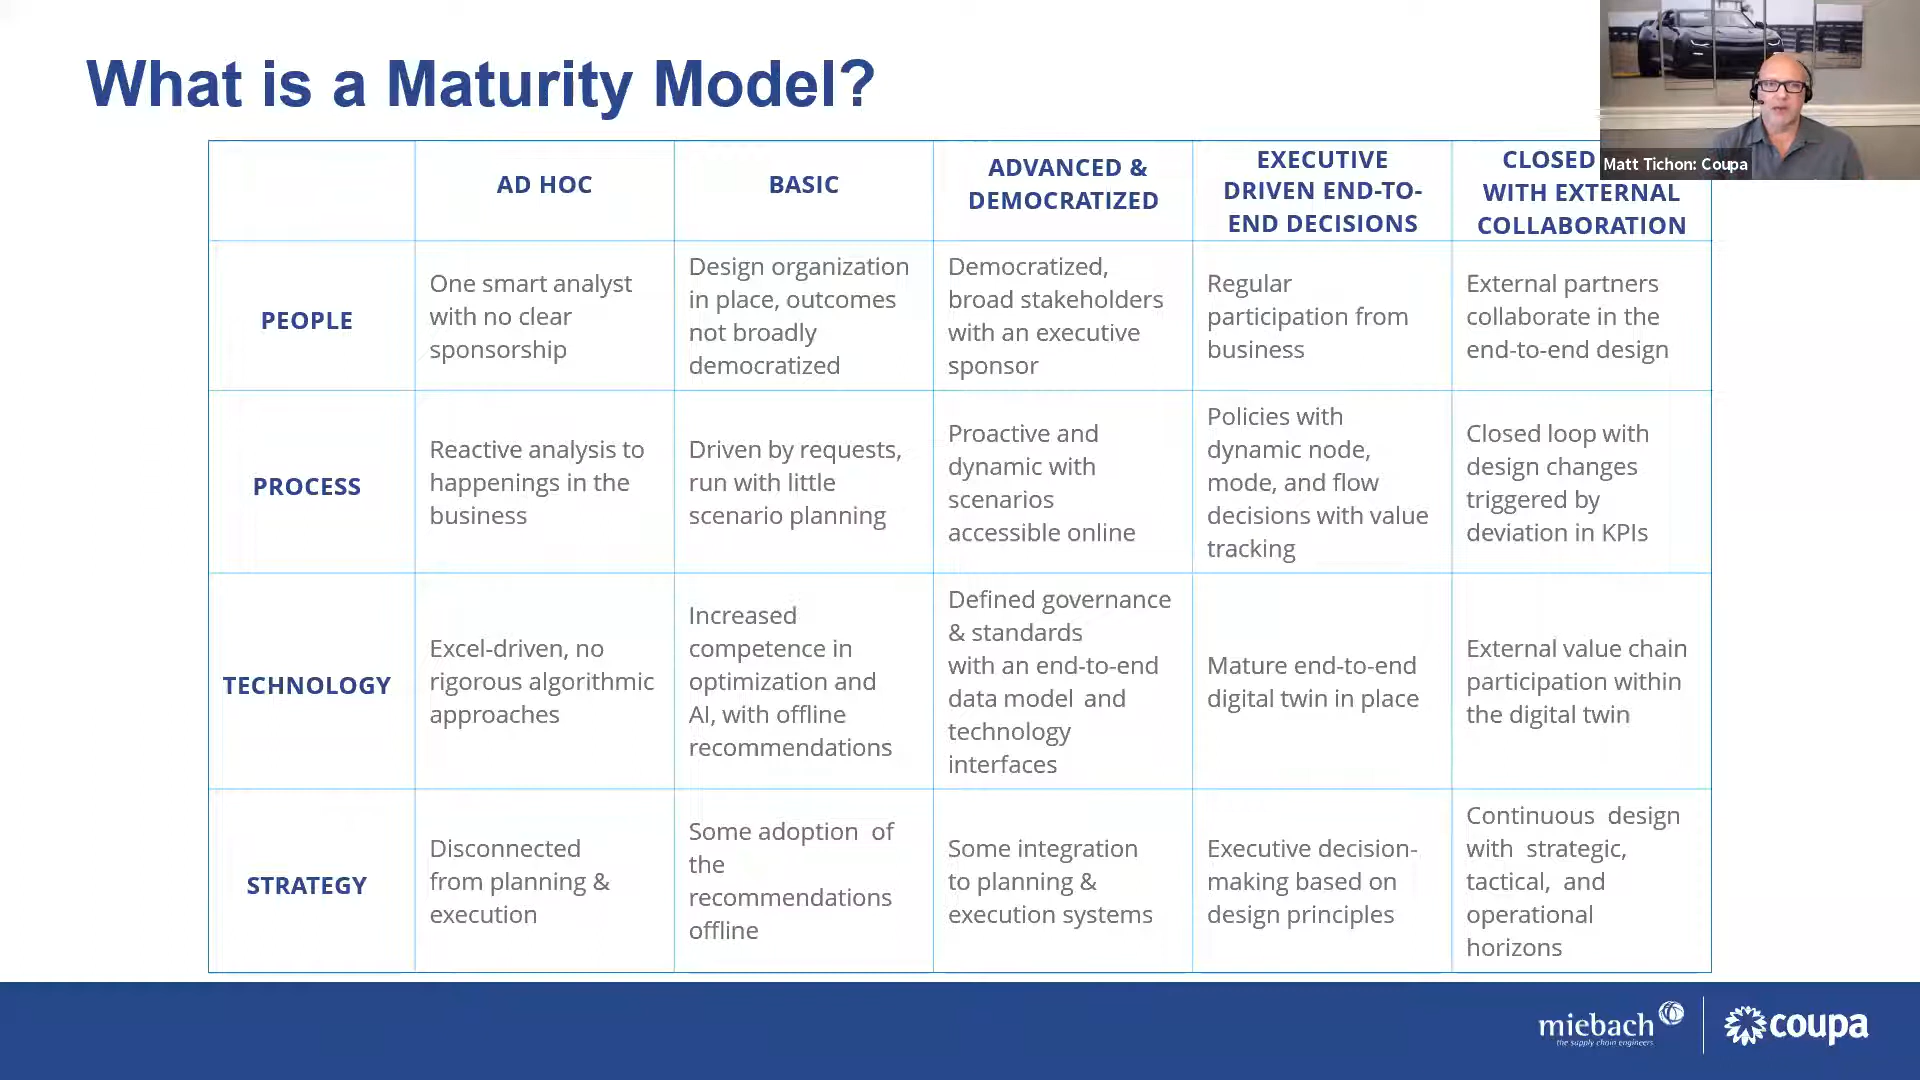 What is a Maturity Model?
Matt Tichon: Coupa
AD HOC
BASIC
ADVANCED &
DEMOCRATIZED
EXECUTIVE
DRIVEN END-TO-
END DECISIONS
CLOSED
WITH EXTERNAL
COLLABORATION
PEOPLE
One smart analyst
with no clear
sponsorship
Design organization
in place, outcomes
not broadly
democratized
Democratized,
broad stakeholders
with an executive
sponsor
Regular
participation from
business
External partners
collaborate in the
end-to-end design
PROCESS
Reactive analysis to
happenings in the
business
Driven by requests,
run with little
scenario planning
Proactive and
dynamic with
scenarios
accessible online
Policies with
dynamic node,
mode, and flow
decisions with value
tracking
Closed loop with
design changes
triggered by
deviation in KPIs
TECHNOLOGY
Excel-driven, no
rigorous algorithmic
approaches
Increased
competence in
optimization and
AI, with offline
recommendations
Defined governance
& standards
with an end-to-end
data model and
technology
interfaces
Mature end-to-end
digital twin in place
External value chain
participation within
the digital twin
STRATEGY
Disconnected
from planning &
execution
Some adoption of
the
recommendations
offline
Some integration
to planning &
execution systems
Executive decision-
making based on
design principles
Continuous design
with strategic,
tactical, and
operational
horizons
miebach
the supply chain engineers
coupa